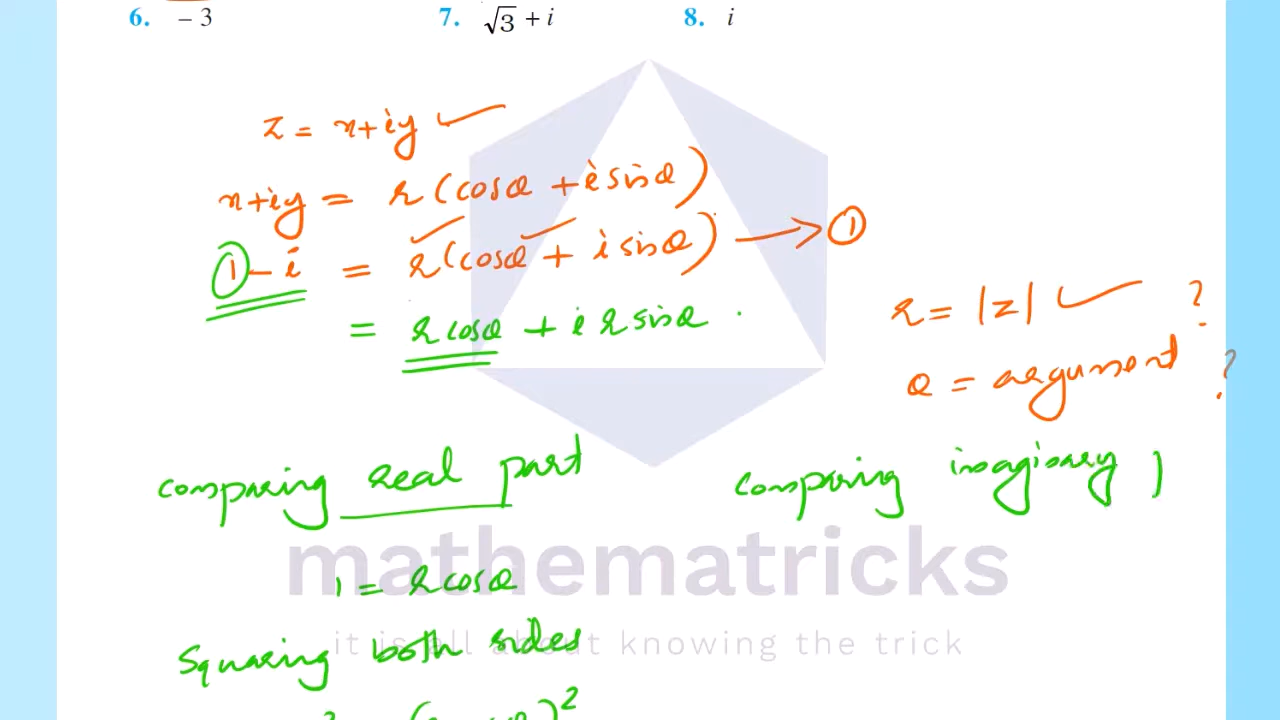 6. – 3 7. √3 + i 8. i
z = x+iy
x+iy = r(cosθ + i sinθ)
1 - i = r(cosθ + i sinθ) → ①
= r cosθ + i r sinθ
r = |z| ?
θ = argument ?
comparing real part
comparing imaginary
mathematricks
1 = r cosθ
it is all about knowing the trick
Squaring both sides